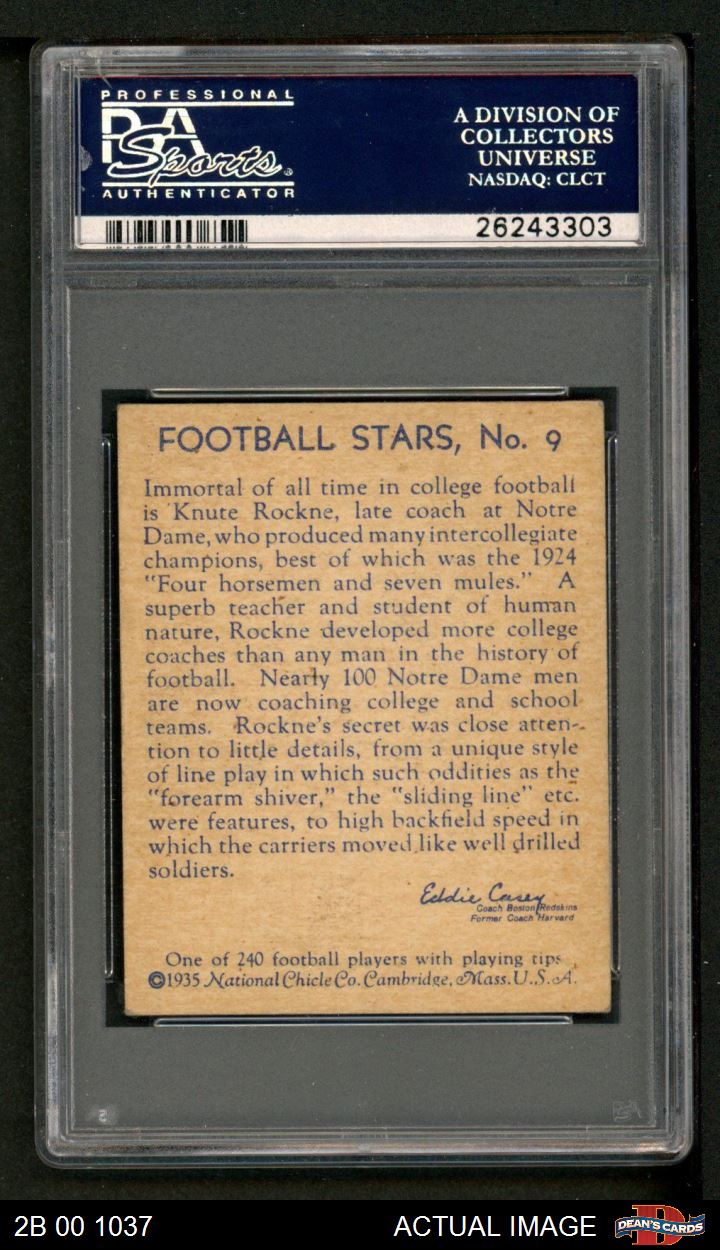 PROFESSIONAL
PSA
Sports
AUTHENTICATOR
A DIVISION OF
COLLECTORS
UNIVERSE
NASDAQ: CLCT
26243303
FOOTBALL STARS, No. 9
Immortal of all time in college football
is Knute Rockne, late coach at Notre
Dame, who produced many intercollegiate
champions, best of which was the 1924
"Four horsemen and seven mules." A
superb teacher and student of human
nature, Rockne developed more college
coaches than any man in the history of
football. Nearly 100 Notre Dame men
are now coaching college and school
teams. Rockne's secret was close atten-
tion to little details, from a unique style
of line play in which such oddities as the
"forearm shiver," the "sliding line" etc.
were features, to high backfield speed in
which the carriers moved like well drilled
soldiers.
Eddie Casey
Coach Boston Redskins
Former Coach Harvard
One of 240 football players with playing tips
©1935 National Chicle Co. Cambridge, Mass. U.S.A.
2B 00 1037
ACTUAL IMAGE
D
DEAN'S CARDS